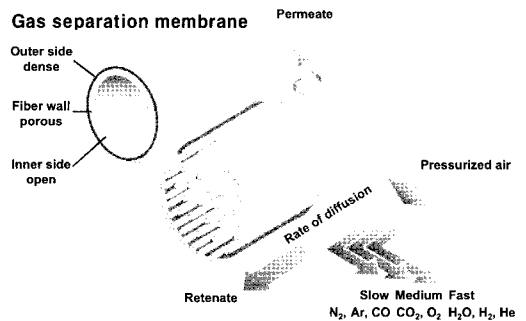 Gas separation membrane
Permeate
Outer side
dense
Fiber wall
porous
Inner side
open
Pressurized air
Rate of diffusion
Retenate
Slow Medium Fast
N₂, Ar, CO CO₂, O₂ H₂O, H₂, He